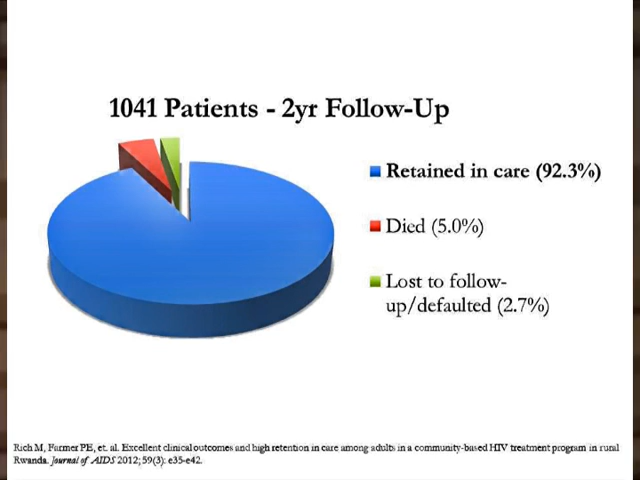 1041 Patients - 2yr Follow-Up
Retained in care (92.3%)
Died (5.0%)
Lost to follow-
up/defaulted (2.7%)
Rich M, Farmer PE, et. al. Excellent clinical outcomes and high retention in care among adults in a community-based HIV treatment program in rural
Rwanda. Journal of AIDS 2012; 59(3): e35-e42.